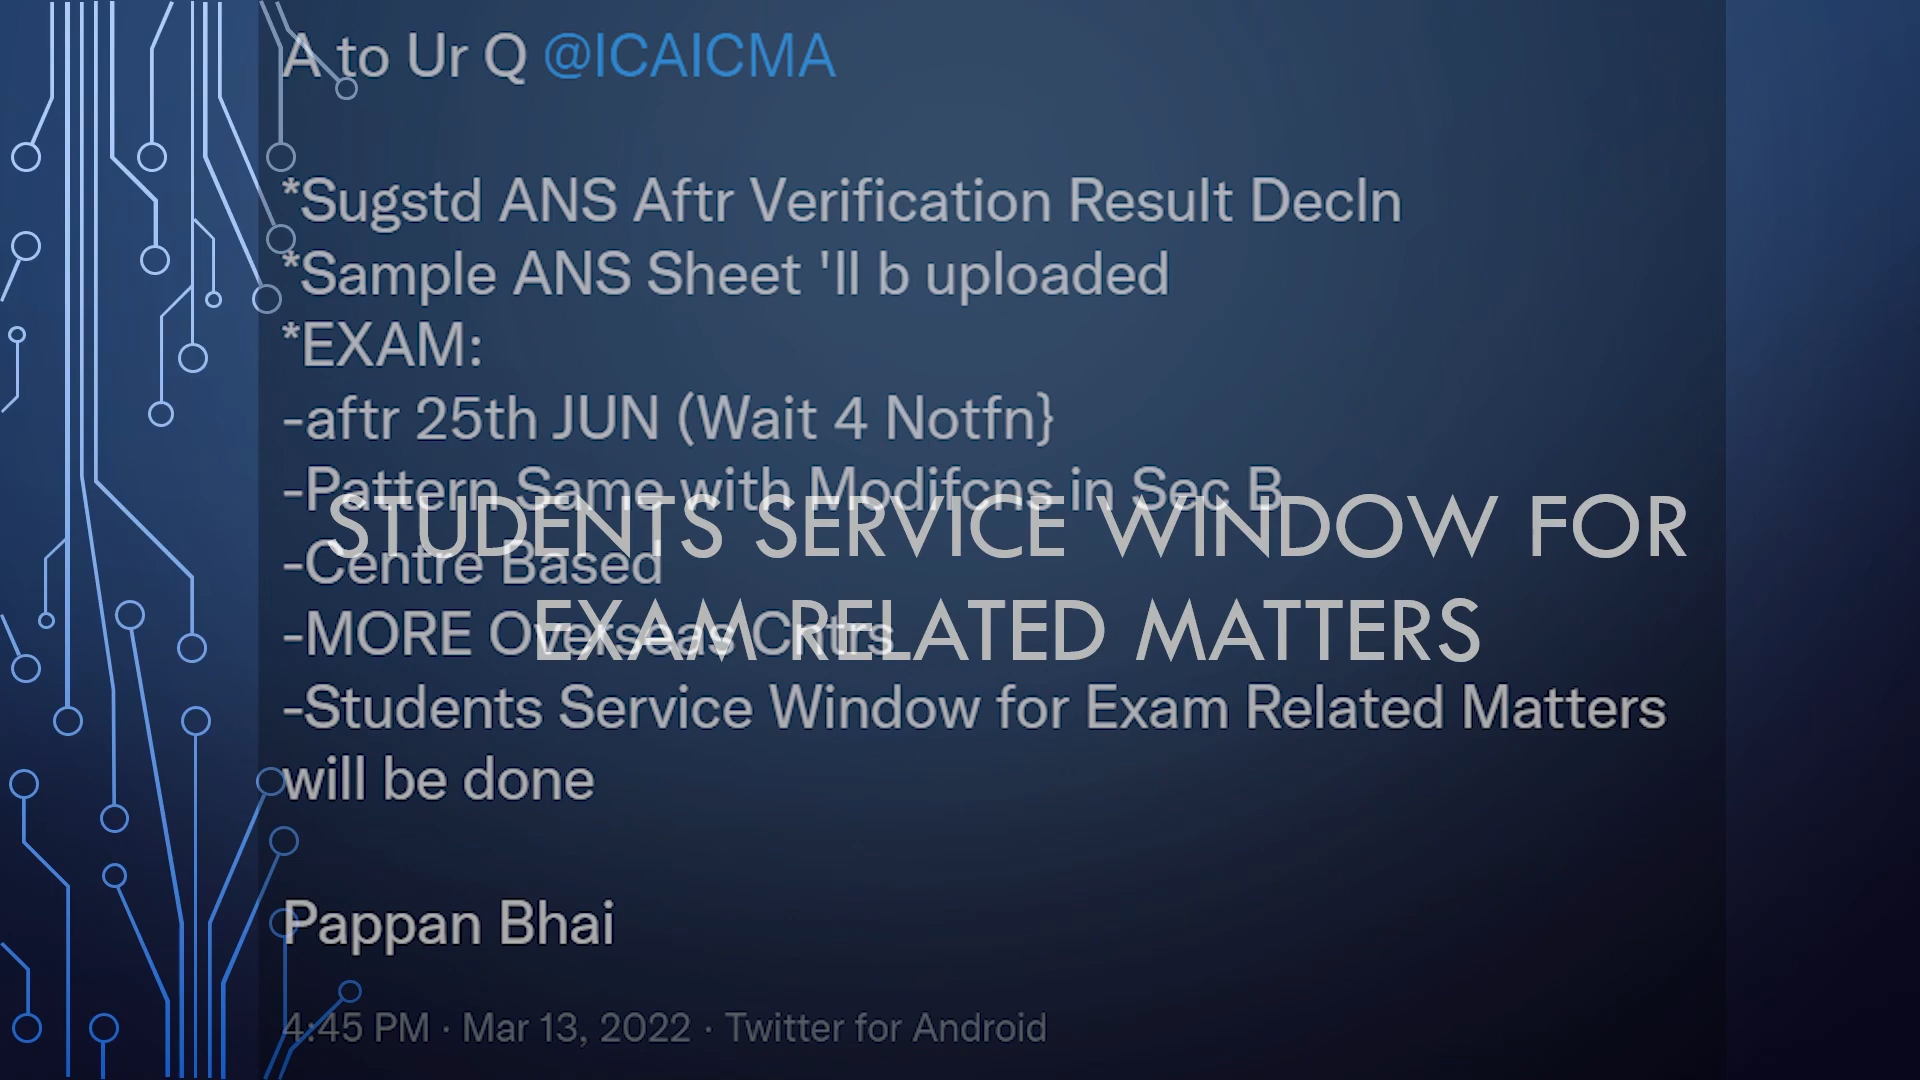 A to Ur Q @ICAICMA
*Sugstd ANS Aftr Verification Result Decln
*Sample ANS Sheet 'll b uploaded
*EXAM:
-aftr 25th JUN (Wait 4 Notfn}
-Pattern Same with Modifcns in Sec B
STUDENTS SERVICE WINDOW FOR
-Centre Based
EXAM RELATED MATTERS
-MORE Overseas Cntrs
-Students Service Window for Exam Related Matters
will be done
Pappan Bhai
4:45 PM · Mar 13, 2022 · Twitter for Android